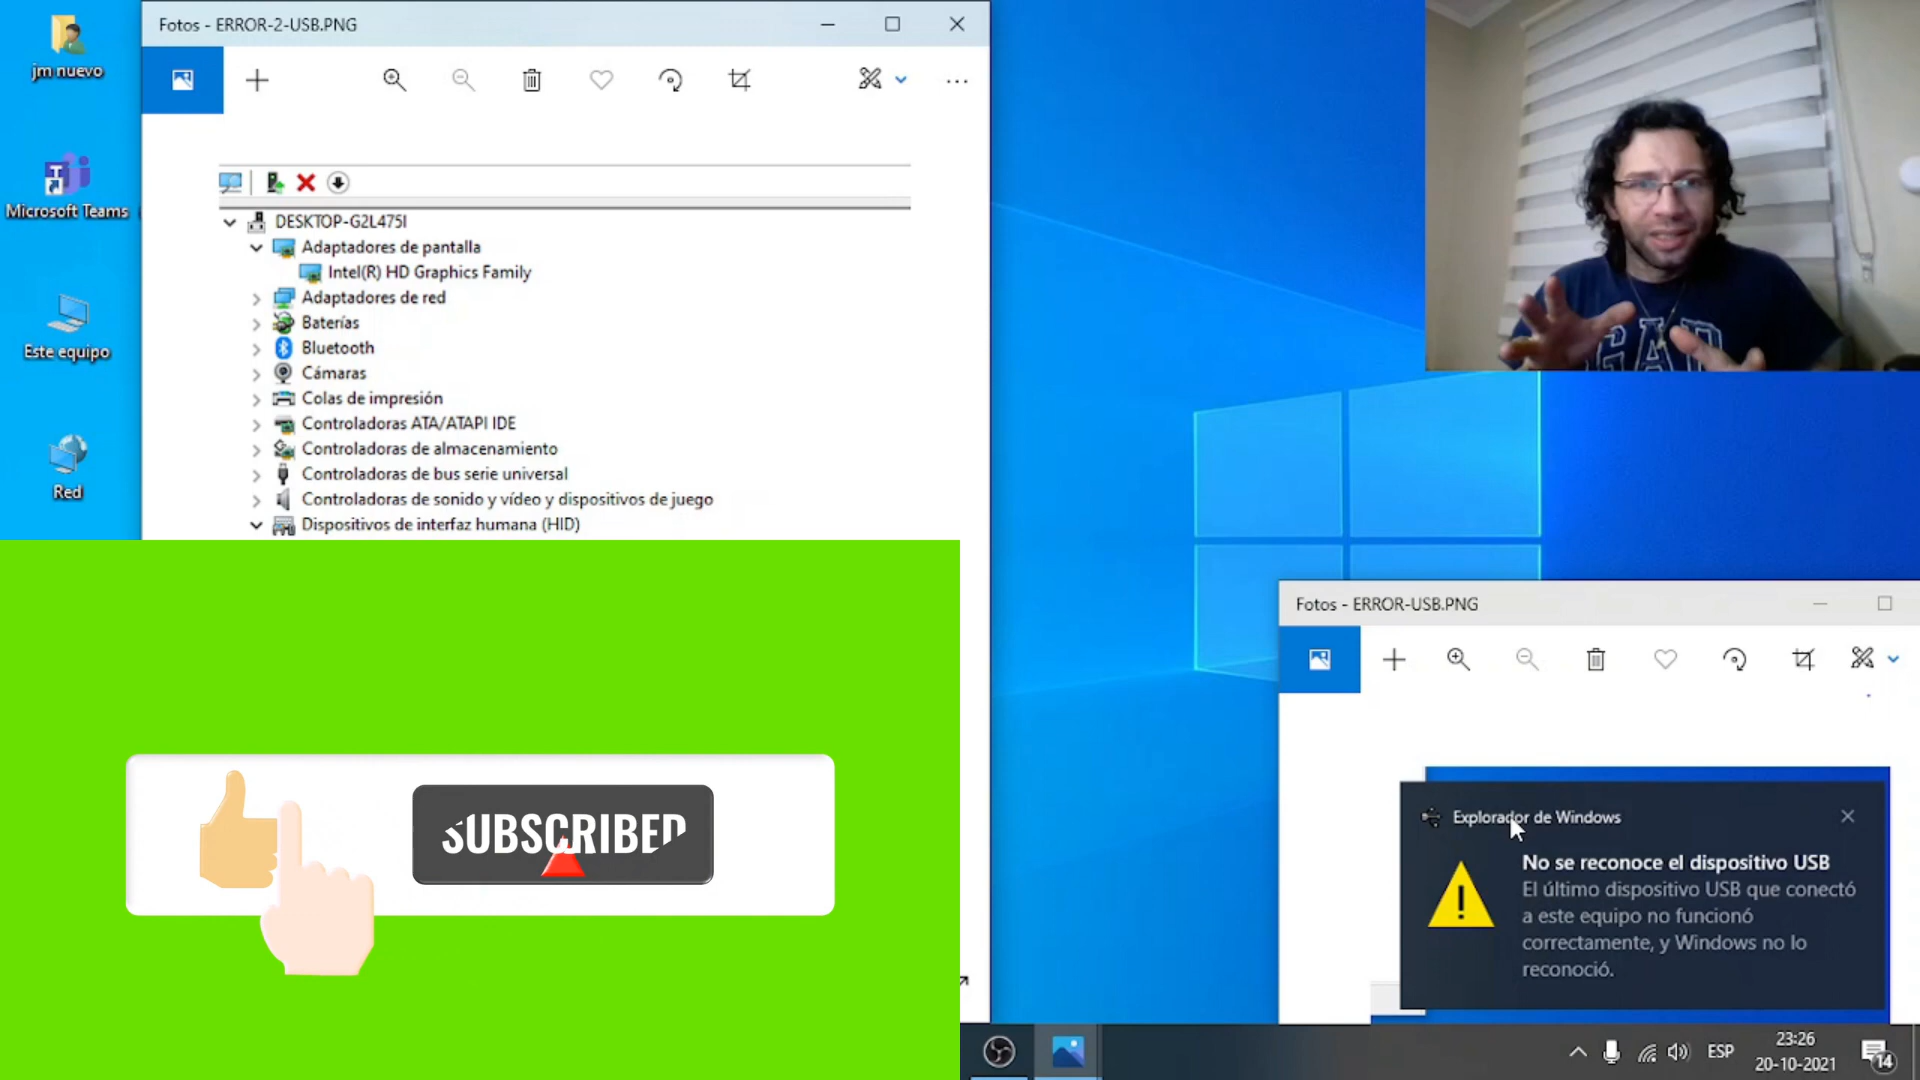 jm nuevo
Microsoft Teams
Este equipo
Red
Fotos - ERROR-2-USB.PNG
DESKTOP-G2L475I
Adaptadores de pantalla
Intel(R) HD Graphics Family
Adaptadores de red
Baterías
Bluetooth
Cámaras
Colas de impresión
Controladoras ATA/ATAPI IDE
Controladoras de almacenamiento
Controladoras de bus serie universal
Controladoras de sonido y vídeo y dispositivos de juego
Dispositivos de interfaz humana (HID)
GAP
SUBSCRIBED
Fotos - ERROR-USB.PNG
Explorador de Windows
No se reconoce el dispositivo USB
El último dispositivo USB que conectó
a este equipo no funcionó
correctamente, y Windows no lo
reconoció.
ESP
23:26
20-10-2021
14